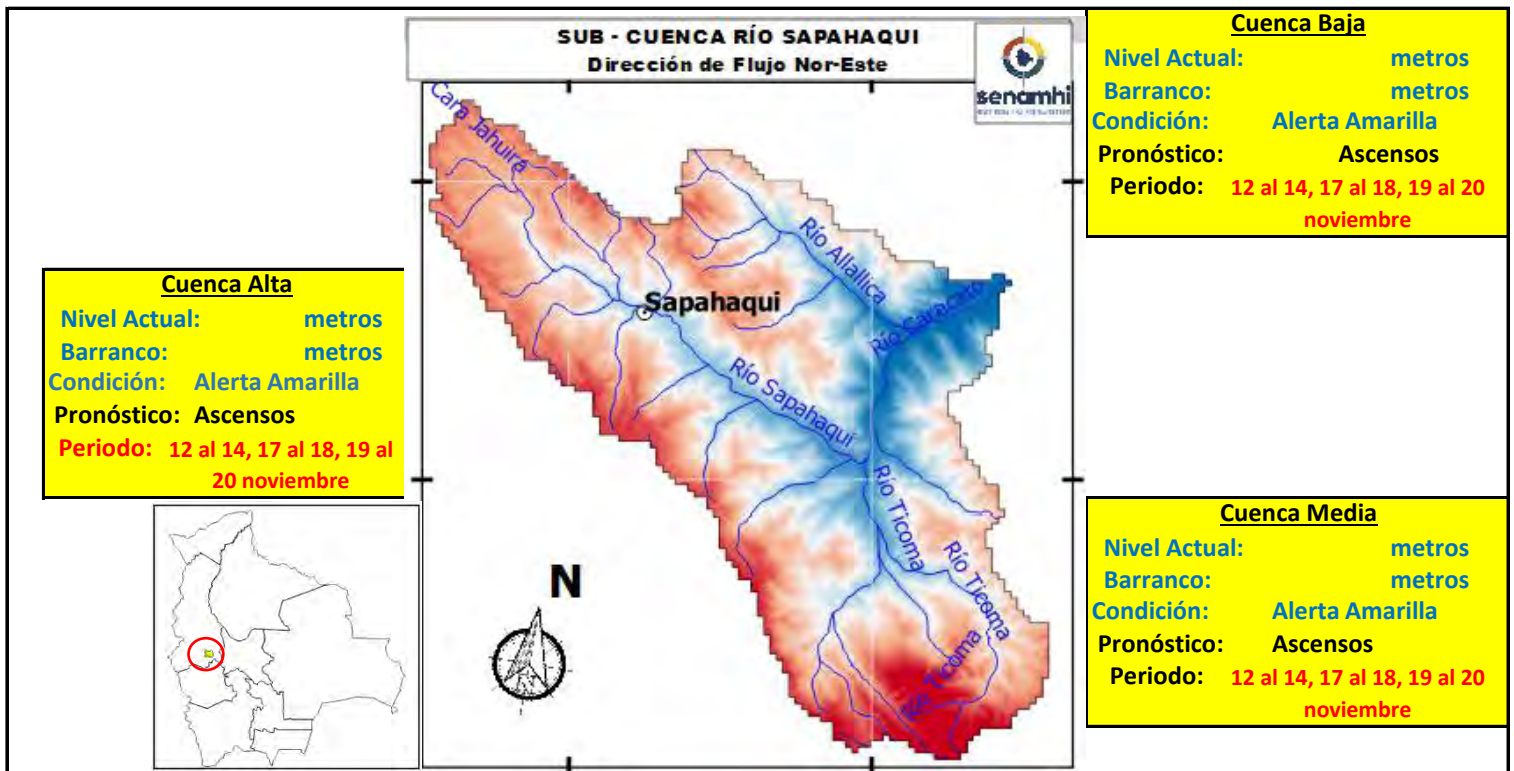 SUB - CUENCA RÍO SAPAHAQUI
Dirección de Flujo Nor-Este
senamhi
Cuenca Baja
Nivel Actual: metros
Barranco: metros
Condición: Alerta Amarilla
Pronóstico: Ascensos
Periodo: 12 al 14, 17 al 18, 19 al 20
noviembre
Cuenca Alta
Nivel Actual: metros
Barranco: metros
Condición: Alerta Amarilla
Pronóstico: Ascensos
Periodo: 12 al 14, 17 al 18, 19 al
20 noviembre
Cara Jahuira
Río Allallica
Sapahaqui
Río Caracato
Río Sapahaqui
Río Ticoma
Río Ticoma
Río Ticoma
N
Cuenca Media
Nivel Actual: metros
Barranco: metros
Condición: Alerta Amarilla
Pronóstico: Ascensos
Periodo: 12 al 14, 17 al 18, 19 al 20
noviembre